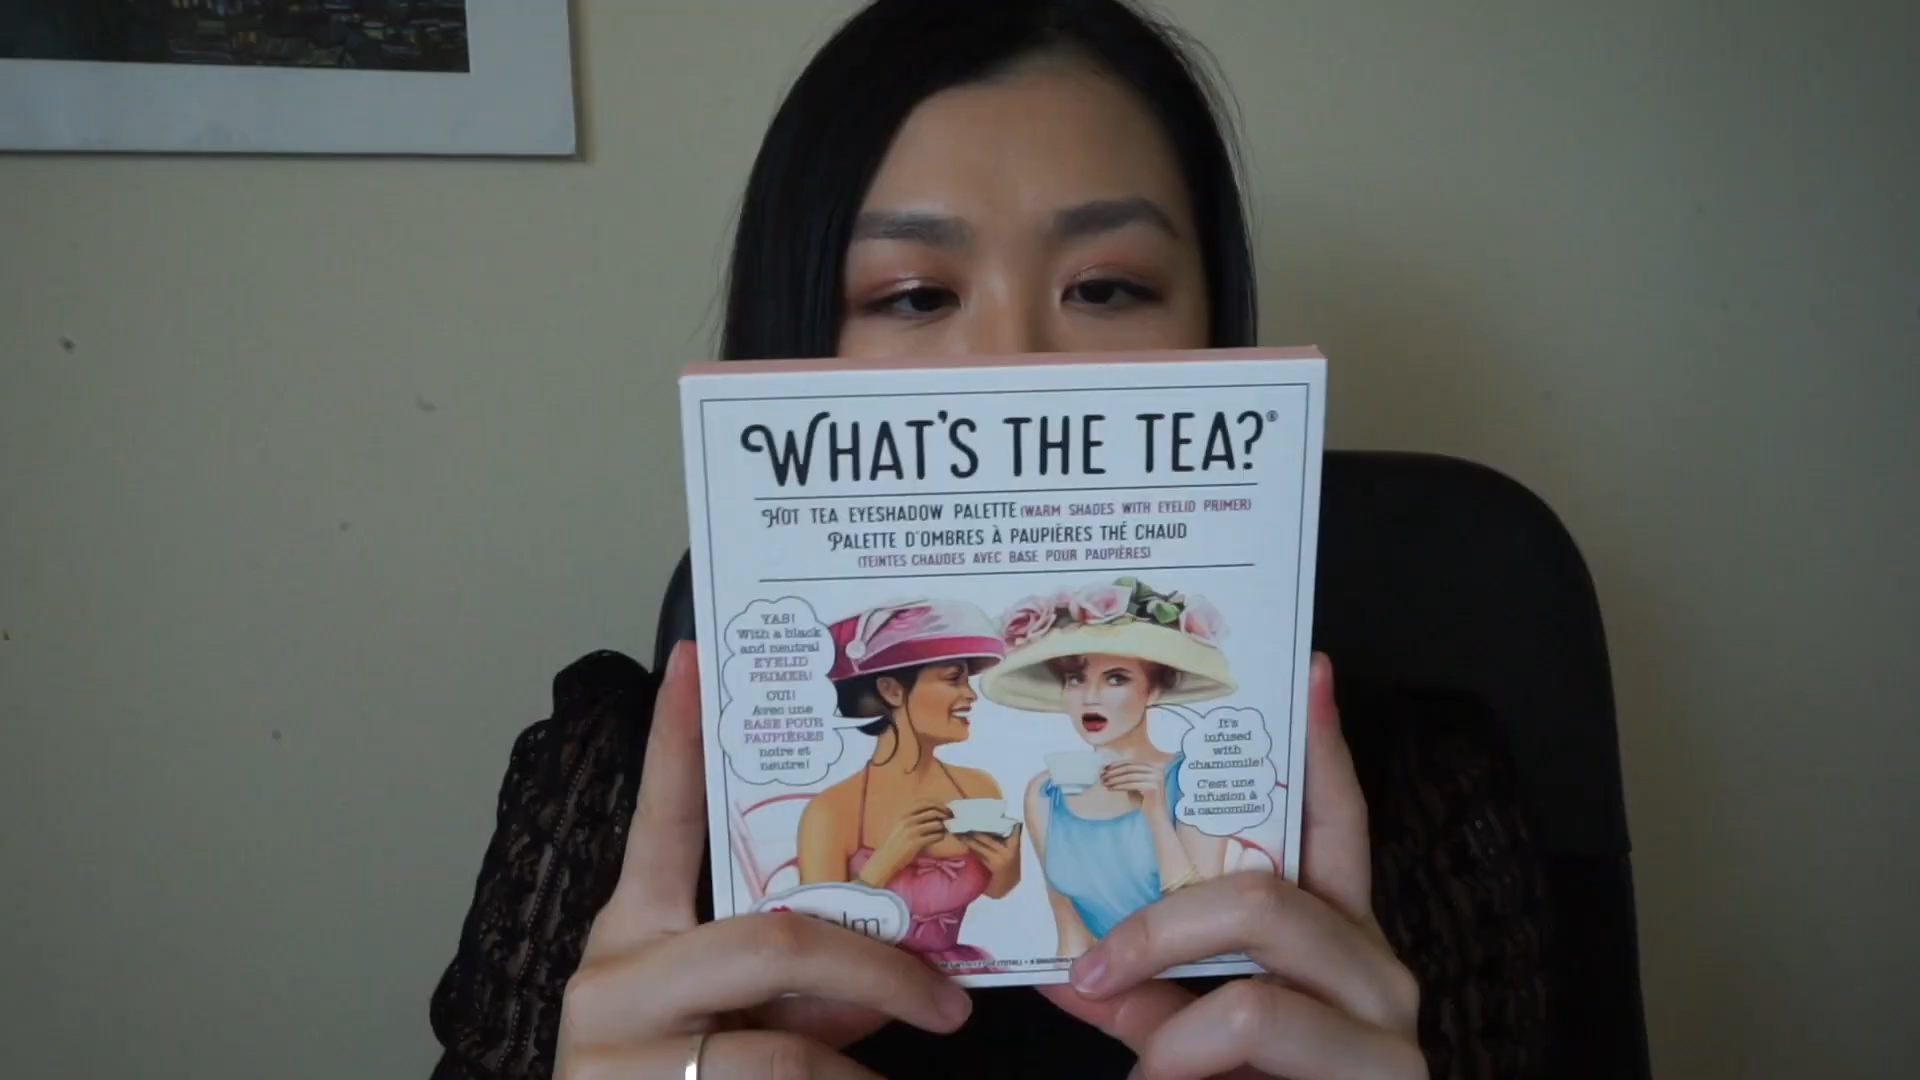 WHAT'S THE TEA?®
HOT TEA EYESHADOW PALETTE (WARM SHADES WITH EYELID PRIMER)
PALETTE D'OMBRES À PAUPIÈRES THÉ CHAUD
(TEINTES CHAUDES AVEC BASE POUR PAUPIÈRES)
YAS!
With a black
and neutral
EYELID
PRIMER!
OUI!
Avec une
BASE POUR
PAUPIÈRES
noire et
neutre!
It's
infused
with
chamomile!
C'est une
infusion à
la camomille!